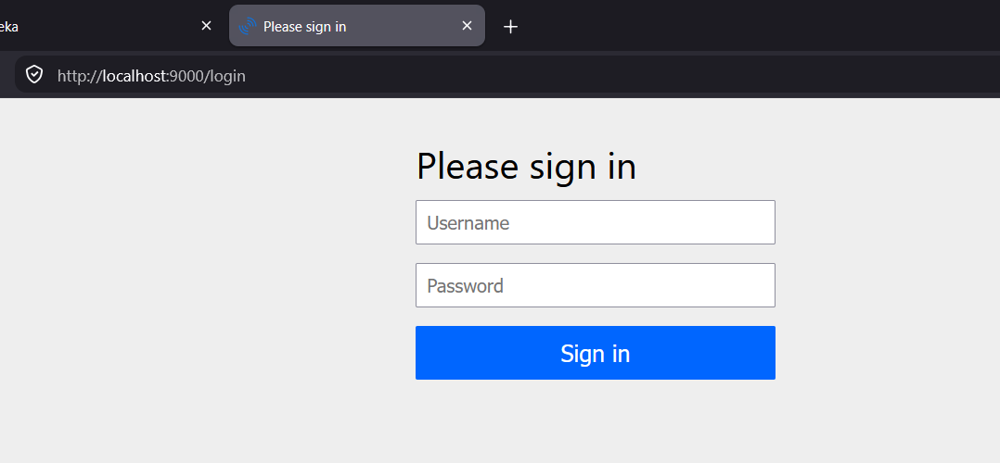 eka
Please sign in
http://localhost:9000/login
Please sign in
Username
Password
Sign in